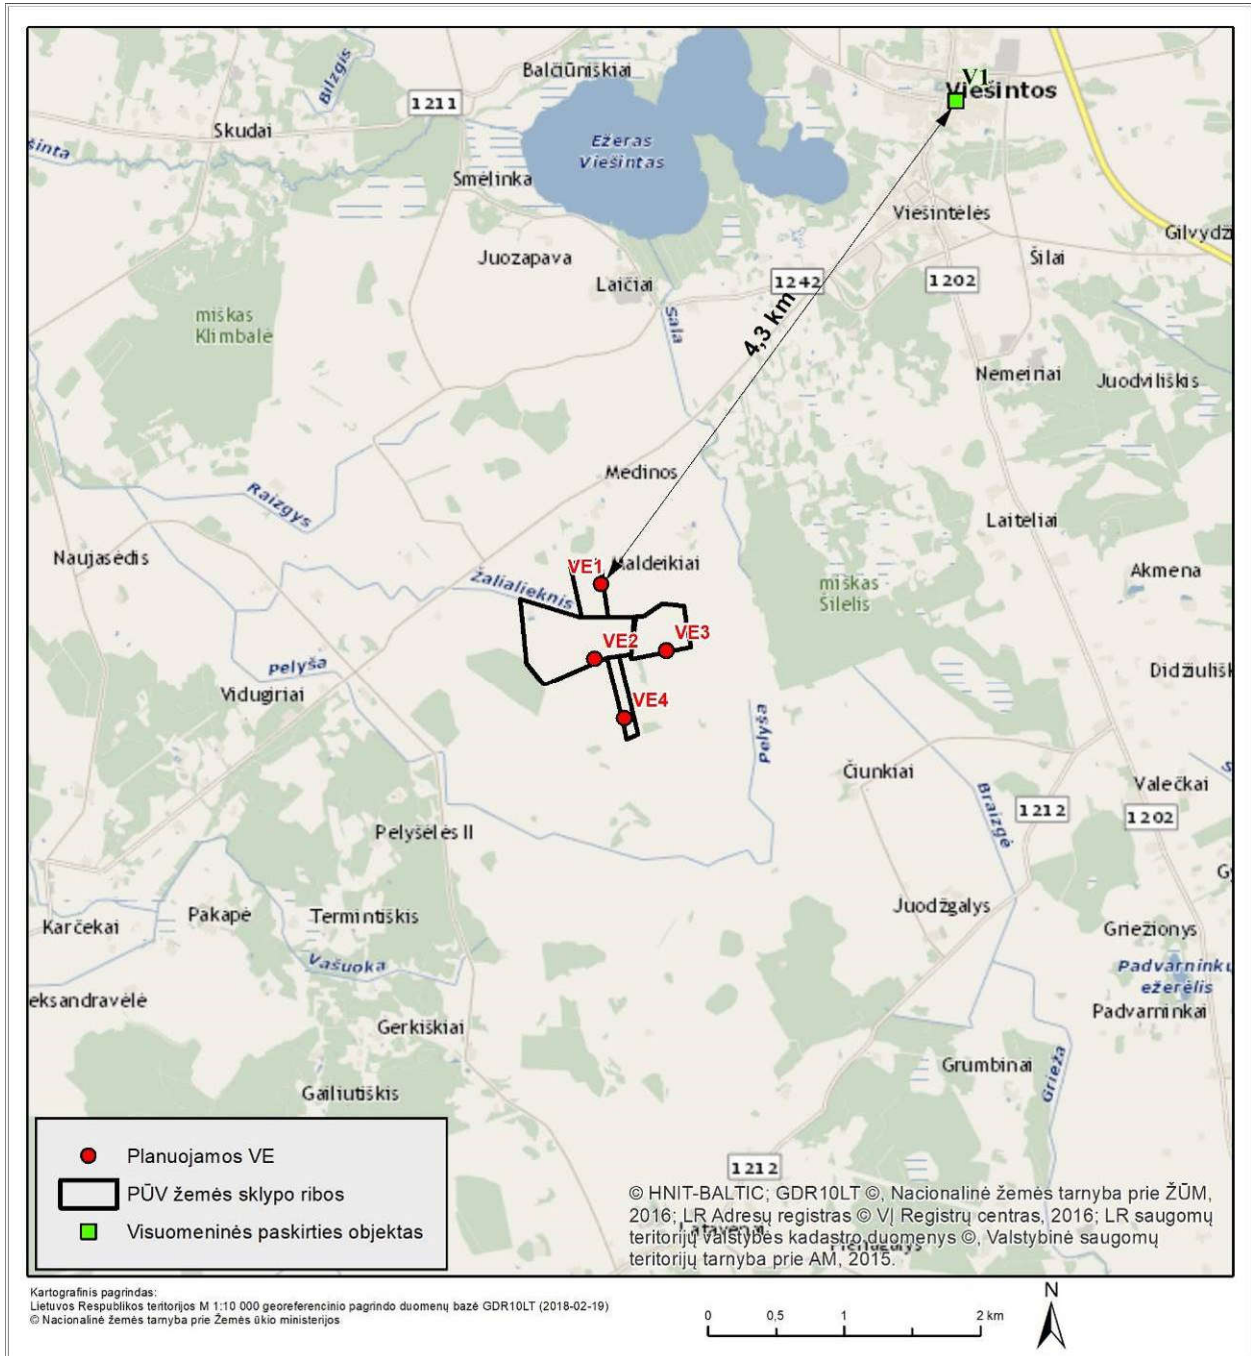 Balčiūniškiai
V1
Viešintos
Bilzgis
1211
Skudai
Ežeras
Viešintas
Smėlinka
Viešintėlės
Gilvydži
Juozapava
Laičiai
Šilai
1242
1202
miškas
Klimbalė
Sala
4,3 km
Nemeiriai
Juodviliškis
Medinos
Raizgys
Laiteliai
Naujasėdis
VE1
Maldeikiai
Žalialieknis
miškas
Šilelis
Akmena
VE2
VE3
Pelyša
Vidugiriai
Didžiulišk
VE4
Pelyša
Čiunkiai
Valečkai
Braizgė
1212
1202
Pelyšėlės II
Juodžgalys
Karčekai
Pakapė
Termintiškis
Griežionys
Vašuoka
Padvarninkų
ežerėlis
eksandravėlė
Padvarninkai
Gerkiškiai
Grumbinai
Grieža
Gailiutiškis
1212
Planuojamos VE
PŪV žemės sklypo ribos
Visuomeninės paskirties objektas
© HNIT-BALTIC; GDR10LT ©, Nacionalinė žemės tarnyba prie ŽŪM,
2016; LR Adresų registras © VĮ Registrų centras, 2016; LR saugomų
teritorijų valstybės kadastro duomenys ©, Valstybinė saugomų
teritorijų tarnyba prie AM, 2015.
Kartografinis pagrindas:
Lietuvos Respublikos teritorijos M 1:10 000 georeferencinio pagrindo duomenų bazė GDR10LT (2018-02-19)
© Nacionalinė žemės tarnyba prie Žemės ūkio ministerijos
0 0,5 1 2 km
N